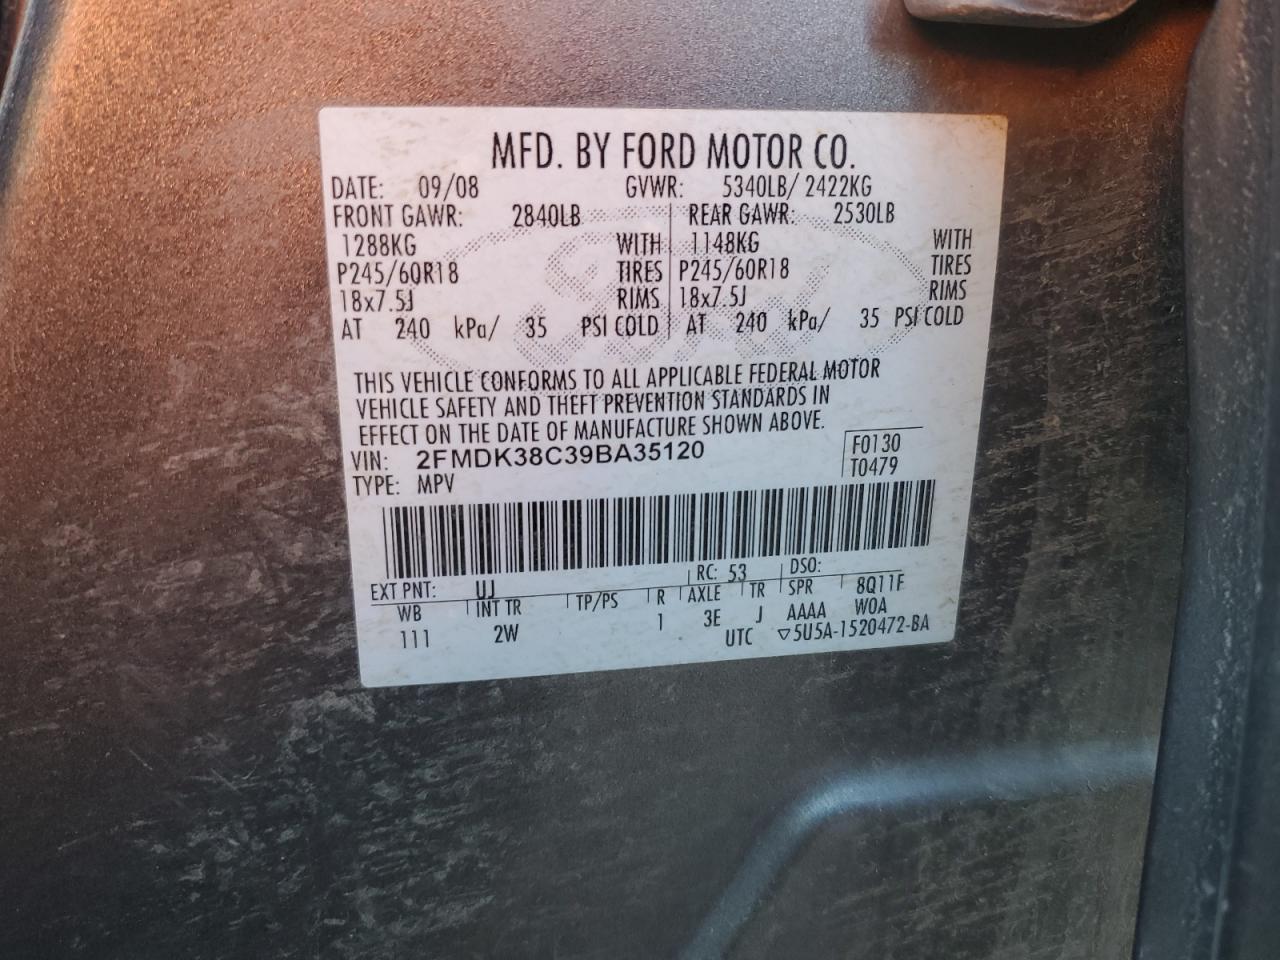 MFD. BY FORD MOTOR CO.
DATE: 09/08 GVWR: 5340LB/ 2422KG
FRONT GAWR: 2840LB REAR GAWR: 2530LB
1288KG WITH 1148KG WITH
P245/60R18 TIRES P245/60R18 TIRES
18x7.5J RIMS 18x7.5J RIMS
AT 240 kPa/ 35 PSI COLD AT 240 kPa/ 35 PSI COLD
THIS VEHICLE CONFORMS TO ALL APPLICABLE FEDERAL MOTOR
VEHICLE SAFETY AND THEFT PREVENTION STANDARDS IN
EFFECT ON THE DATE OF MANUFACTURE SHOWN ABOVE.
VIN: 2FMDK38C39BA35120 F0130
TYPE: MPV T0479
EXT PNT: UJ RC: 53 DSO:
WB INT TR TP/PS R AXLE TR SPR 8Q11F
111 2W 1 3E J AAAA W0A
UTC ▽5U5A-1520472-BA